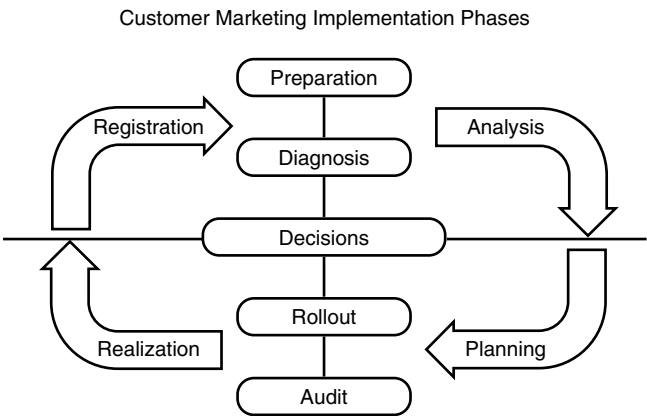 Customer Marketing Implementation Phases
Preparation
Registration
Analysis
Diagnosis
Decisions
Rollout
Realization
Planning
Audit